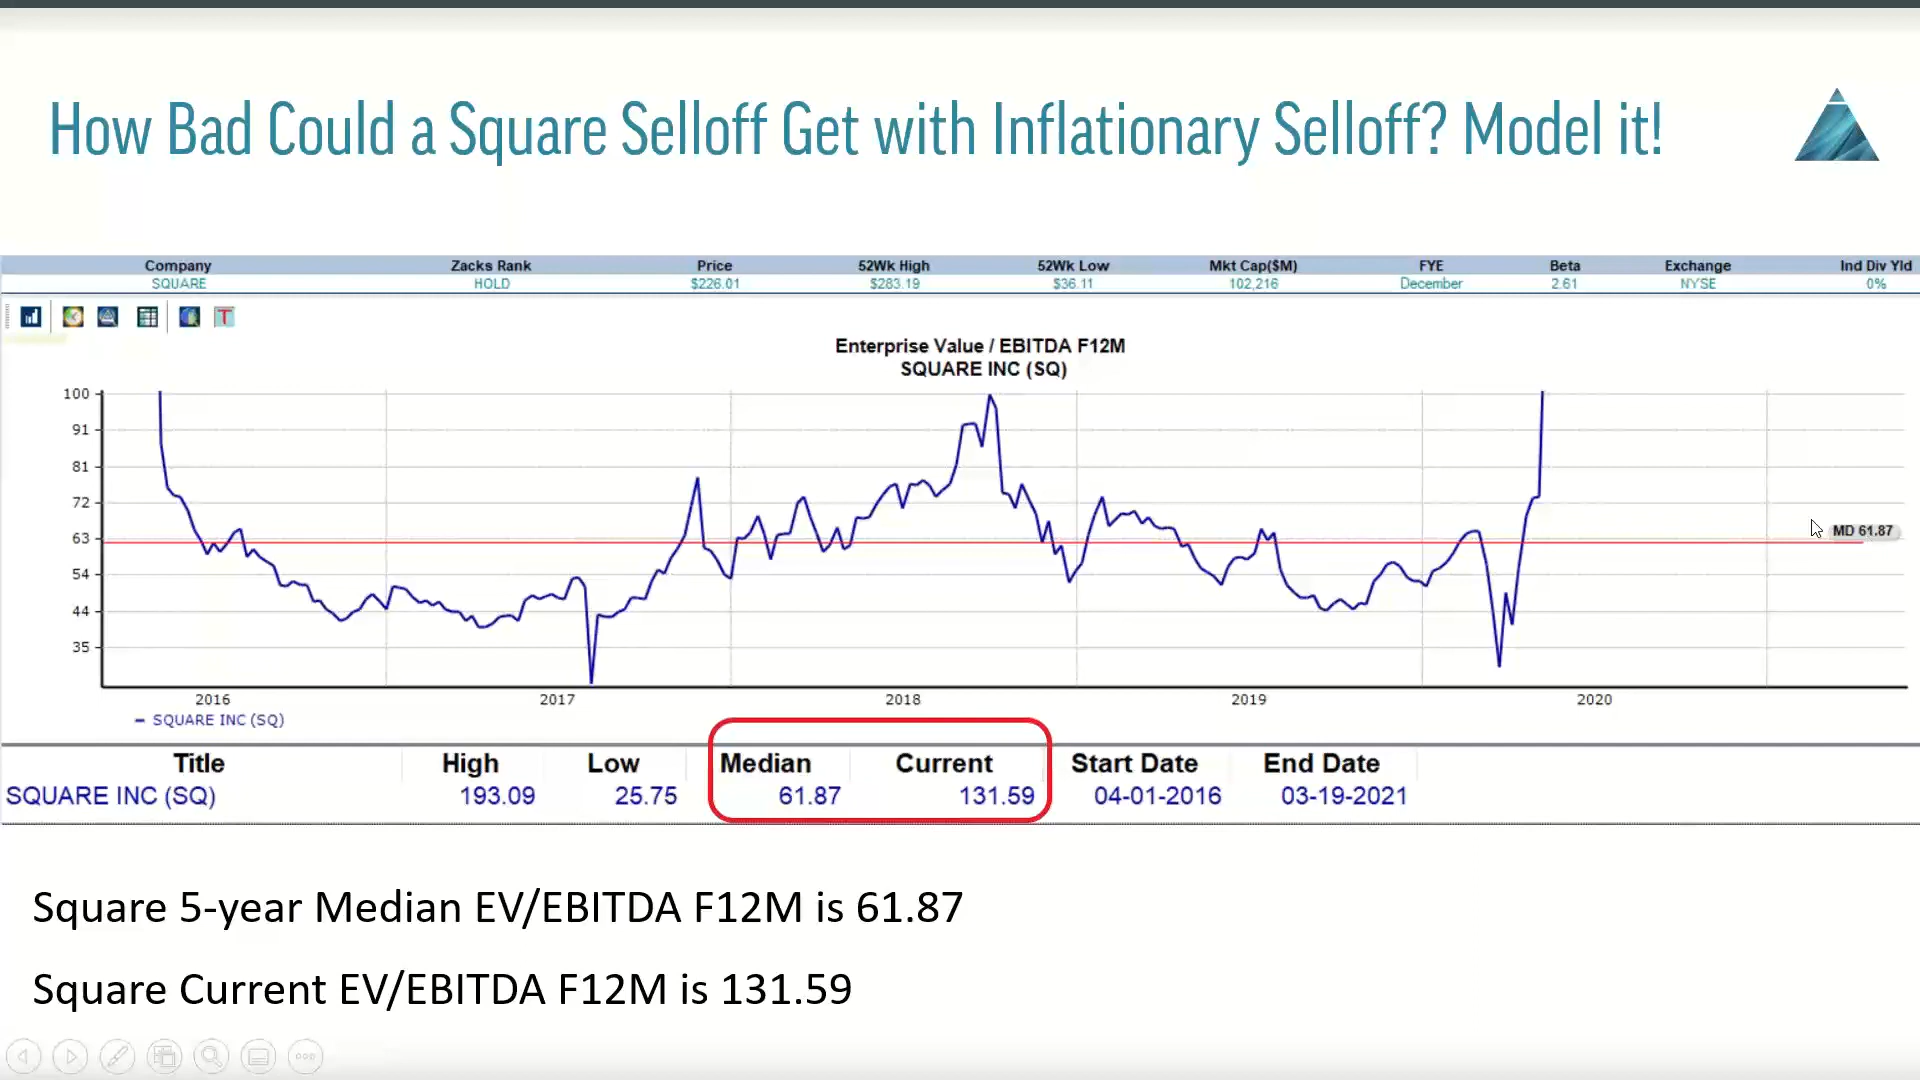 How Bad Could a Square Selloff Get with Inflationary Selloff? Model it!
Company Zacks Rank Price 52Wk High 52Wk Low Mkt Cap($M) FYE Beta Exchange Ind Div Yld
SQUARE HOLD $226.01 $283.19 $36.11 102,216 December 2.61 NYSE 0%
T
Enterprise Value / EBITDA F12M
SQUARE INC (SQ)
100
91
81
72
63
54
44
35
MD 61.87
2016 2017 2018 2019 2020
SQUARE INC (SQ)
Title High Low Median Current Start Date End Date
SQUARE INC (SQ) 193.09 25.75 61.87 131.59 04-01-2016 03-19-2021
Square 5-year Median EV/EBITDA F12M is 61.87
Square Current EV/EBITDA F12M is 131.59